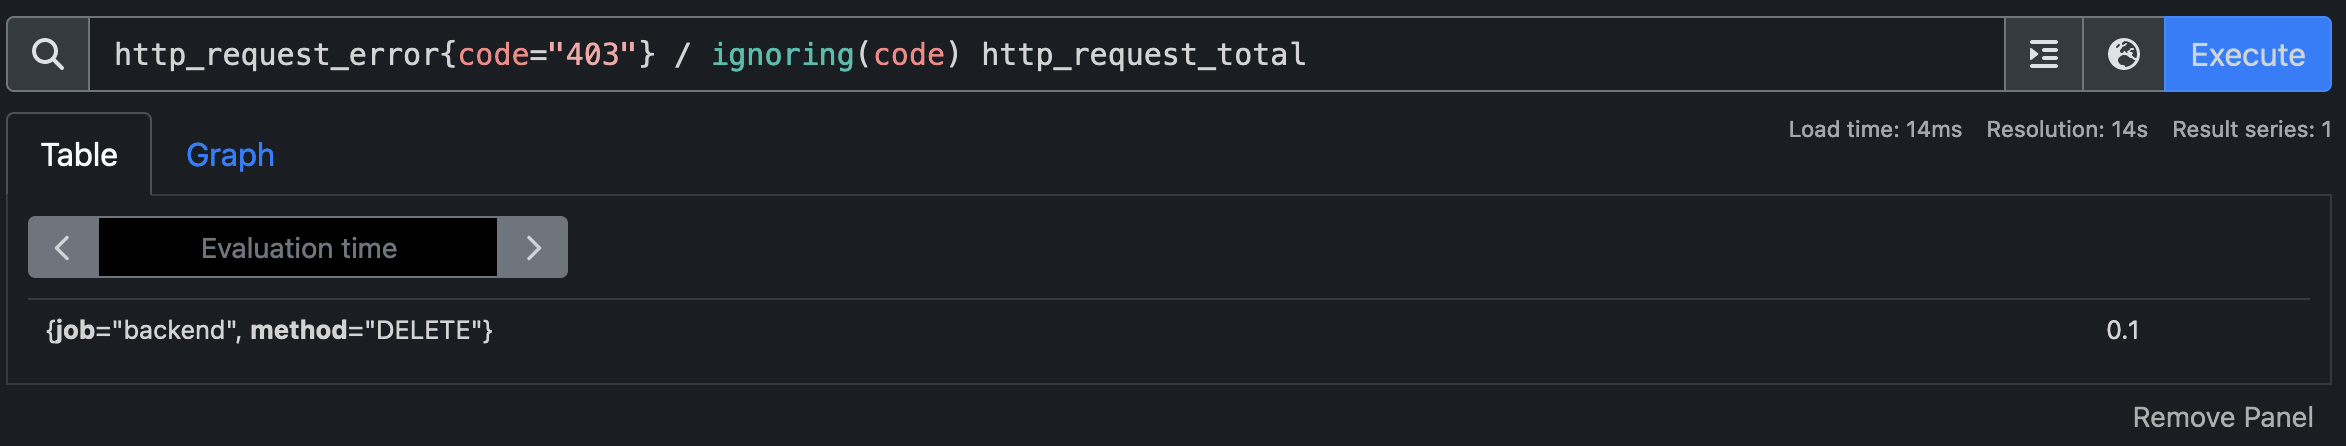 http_request_error{code="403"} / ignoring(code) http_request_total
Execute
Table
Graph
Load time: 14ms Resolution: 14s Result series: 1
Evaluation time
{job="backend", method="DELETE"} 0.1
Remove Panel